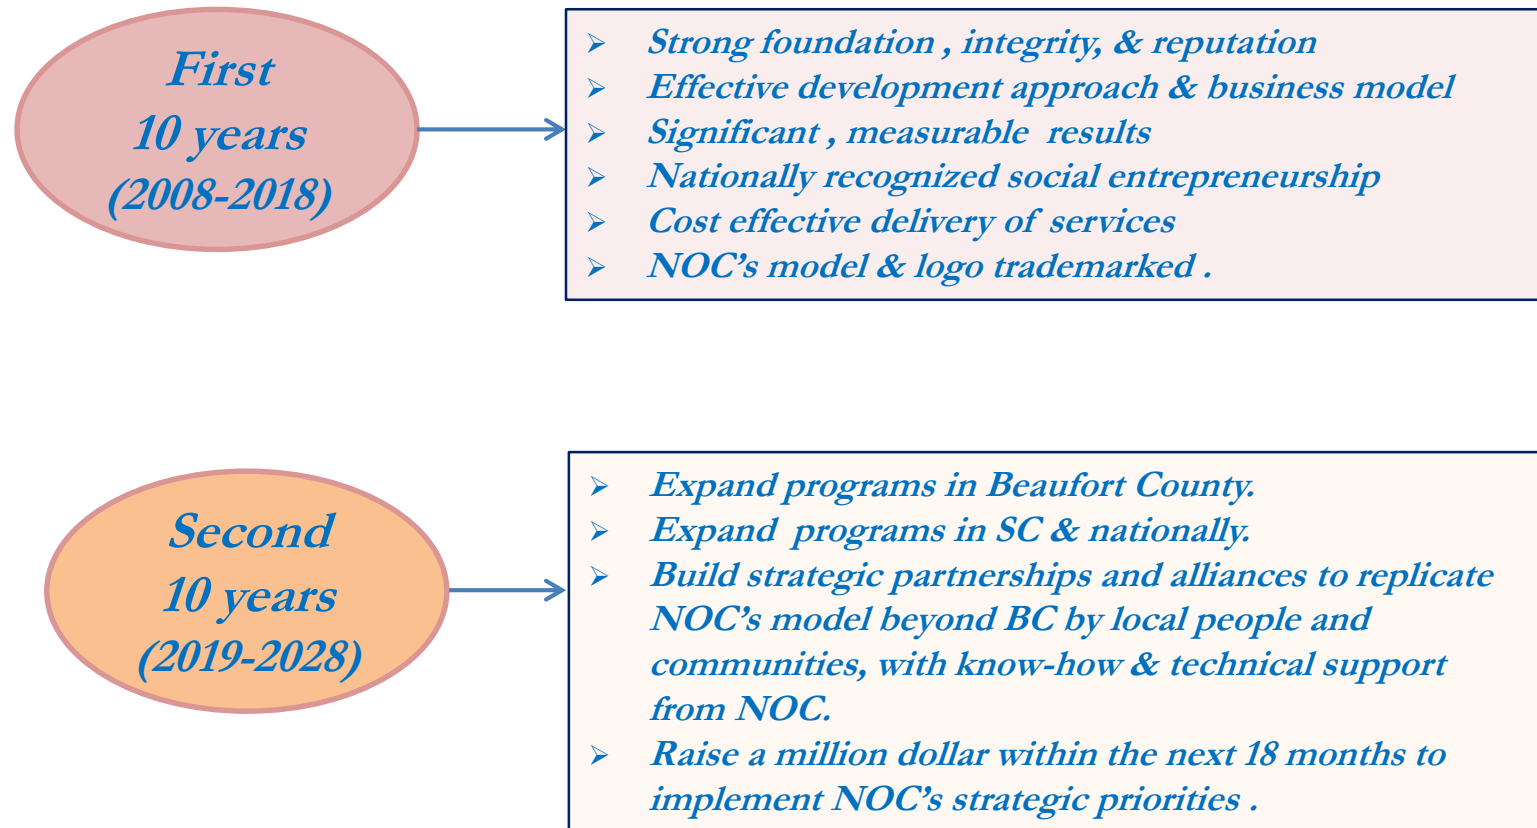 First
10 years
(2008-2018)
➢ Strong foundation , integrity, & reputation
➢ Effective development approach & business model
➢ Significant , measurable results
➢ Nationally recognized social entrepreneurship
➢ Cost effective delivery of services
➢ NOC’s model & logo trademarked .
Second
10 years
(2019-2028)
➢ Expand programs in Beaufort County.
➢ Expand programs in SC & nationally.
➢ Build strategic partnerships and alliances to replicate
NOC’s model beyond BC by local people and
communities, with know-how & technical support
from NOC.
➢ Raise a million dollar within the next 18 months to
implement NOC’s strategic priorities .